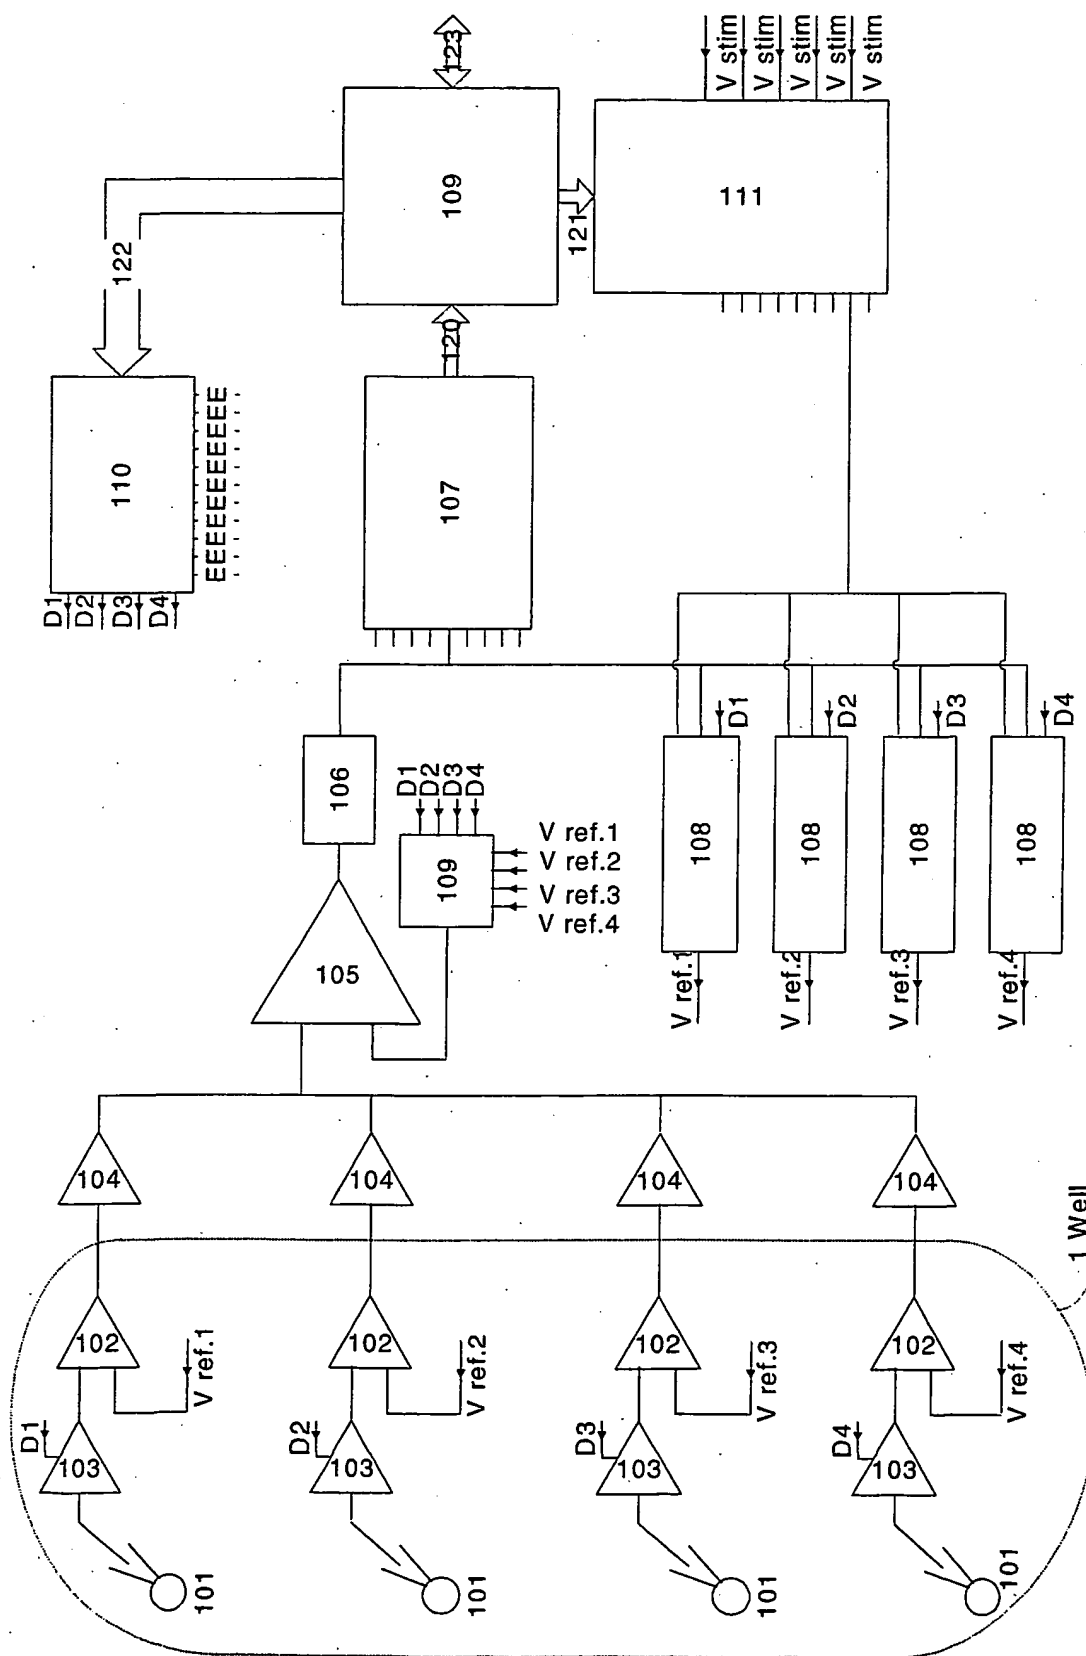 123
V stim
V stim
V stim
V stim
V stim
109
111
121
122
120
110
107
EEEEEEEEEEE
D1
D2
D3
D4
106
D1
D2
D3
D4
109
V ref.1
V ref.2
V ref.3
V ref.4
105
D1
D2
D3
D4
108
108
108
108
V ref.1
V ref.2
V ref.3
V ref.4
104
104
104
104
1 Well
102
102
102
102
V ref.1
V ref.2
V ref.3
V ref.4
D1
D2
D3
D4
103
103
103
103
101
101
101
101